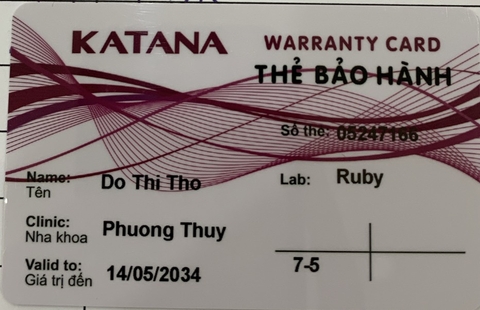 KATANA WARRANTY CARD
THẺ BẢO HÀNH
Số thẻ: 05247166
Name: Do Thi Tho Lab: Ruby
Tên
Clinic: Phuong Thuy
Nha khoa
Valid to: 14/05/2034 7-5
Giá trị đến